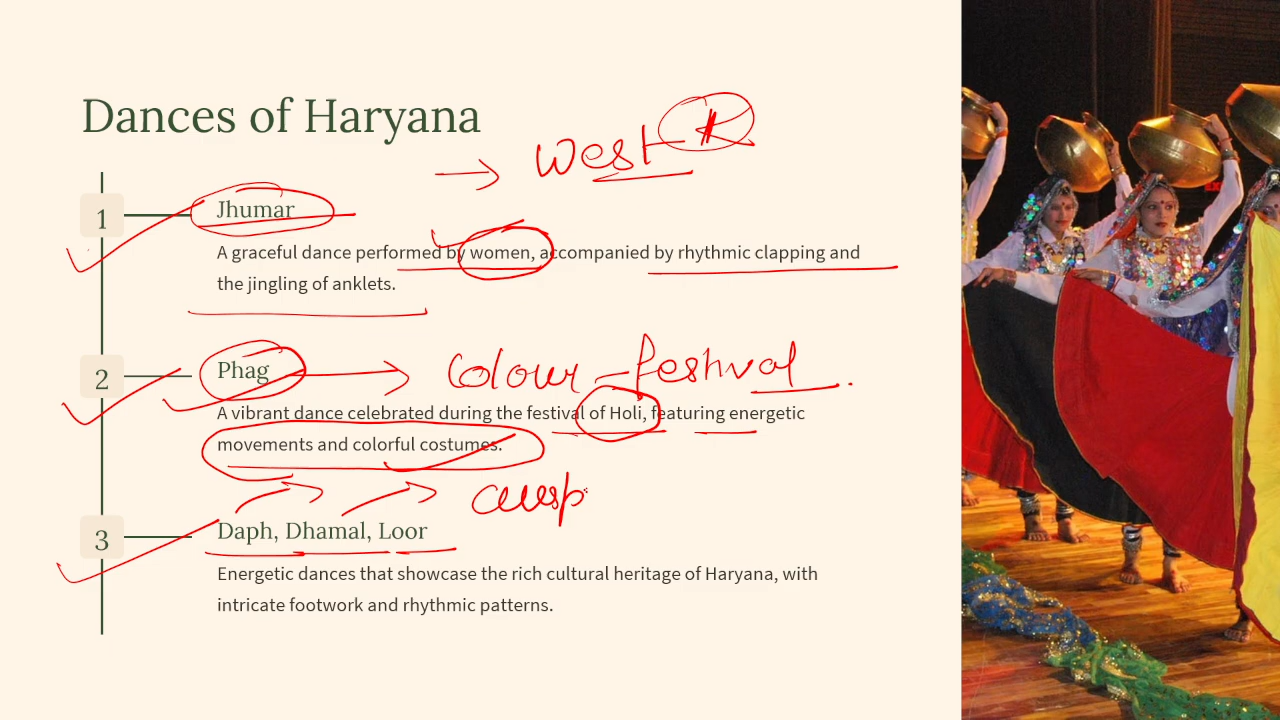 Dances of Haryana
→ West R
1
Jhumar
A graceful dance performed by women, accompanied by rhythmic clapping and
the jingling of anklets.
2
Phag → Colour - festival.
A vibrant dance celebrated during the festival of Holi, featuring energetic
movements and colorful costumes.
3
Daph, Dhamal, Loor
Energetic dances that showcase the rich cultural heritage of Haryana, with
intricate footwork and rhythmic patterns.